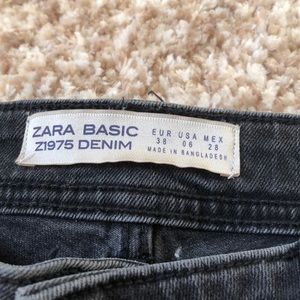 ZARA BASIC
Z1975 DENIM
EUR USA MEX
38 06 28
MADE IN BANGLADESH